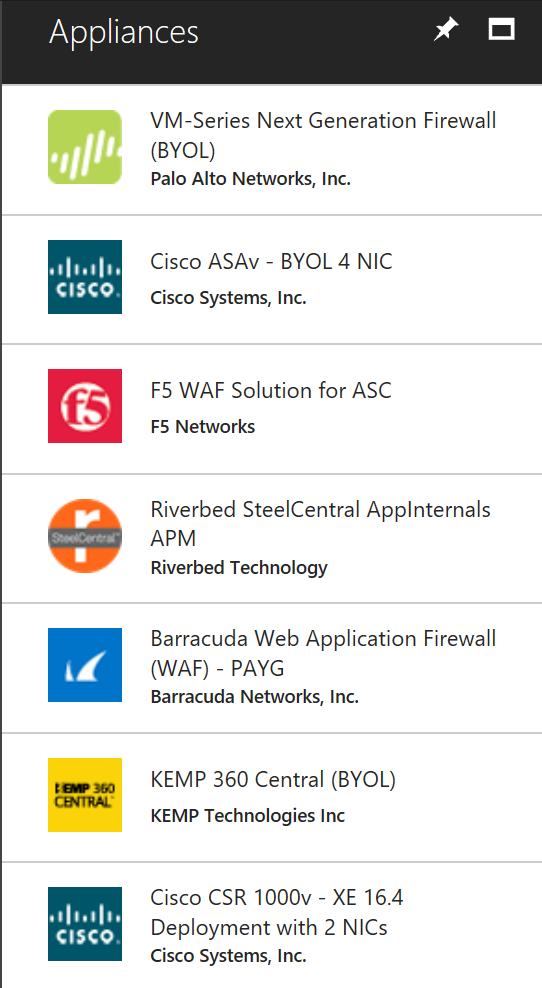 Appliances
VM-Series Next Generation Firewall
(BYOL)
Palo Alto Networks, Inc.
CISCO.
Cisco ASAv - BYOL 4 NIC
Cisco Systems, Inc.
f5
F5 WAF Solution for ASC
F5 Networks
r
SteelCentral™
Riverbed SteelCentral AppInternals
APM
Riverbed Technology
Barracuda Web Application Firewall
(WAF) - PAYG
Barracuda Networks, Inc.
KEMP 360
CENTRAL™
KEMP 360 Central (BYOL)
KEMP Technologies Inc
CISCO.
Cisco CSR 1000v - XE 16.4
Deployment with 2 NICs
Cisco Systems, Inc.